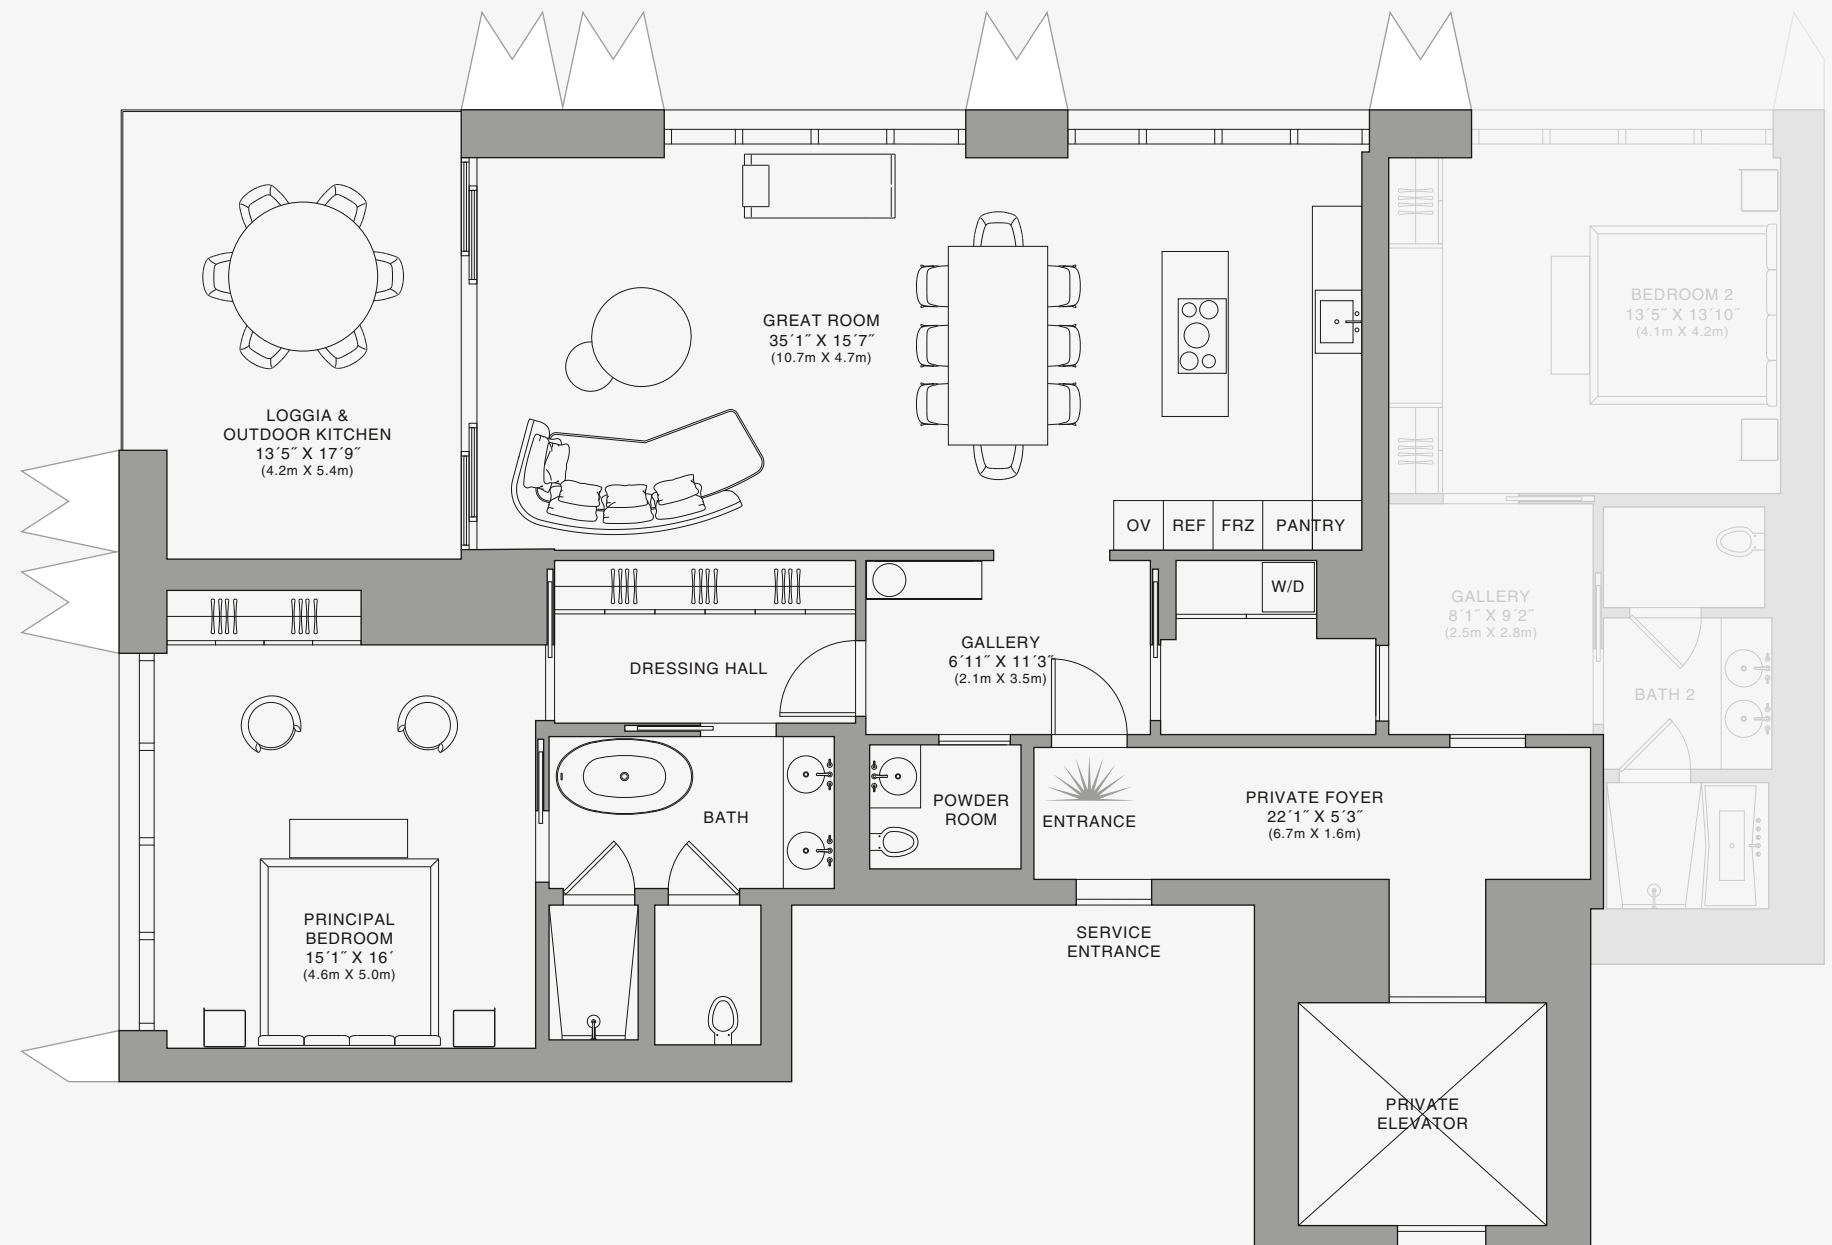 GREAT ROOM
35´1˝ X 15´7˝
(10.7m X 4.7m)
BEDROOM 2
13´5˝ X 13´10˝
(4.1m X 4.2m)
LOGGIA &
OUTDOOR KITCHEN
13´5˝ X 17´9˝
(4.2m X 5.4m)
OV
REF
FRZ
PANTRY
W/D
GALLERY
8´1˝ X 9´2˝
(2.5m X 2.8m)
GALLERY
6´11˝ X 11´3˝
(2.1m X 3.5m)
DRESSING HALL
BATH 2
BATH
POWDER
ROOM
ENTRANCE
PRIVATE FOYER
22´1˝ X 5´3˝
(6.7m X 1.6m)
PRINCIPAL
BEDROOM
15´1˝ X 16´
(4.6m X 5.0m)
SERVICE
ENTRANCE
PRIVATE
ELEVATOR